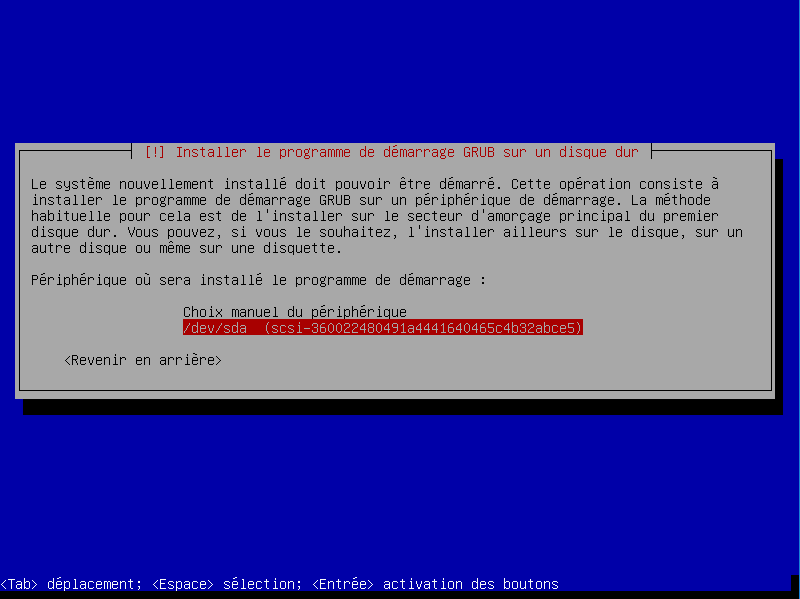 [!] Installer le programme de démarrage GRUB sur un disque dur
Le système nouvellement installé doit pouvoir être démarré. Cette opération consiste à
installer le programme de démarrage GRUB sur un périphérique de démarrage. La méthode
habituelle pour cela est de l'installer sur le secteur d'amorçage principal du premier
disque dur. Vous pouvez, si vous le souhaitez, l'installer ailleurs sur le disque, sur un
autre disque ou même sur une disquette.
Périphérique où sera installé le programme de démarrage :
Choix manuel du périphérique
/dev/sda  (scsi-360022480491a4441640465c4b32abce5)
<Revenir en arrière>
<Tab> déplacement; <Espace> sélection; <Entrée> activation des boutons